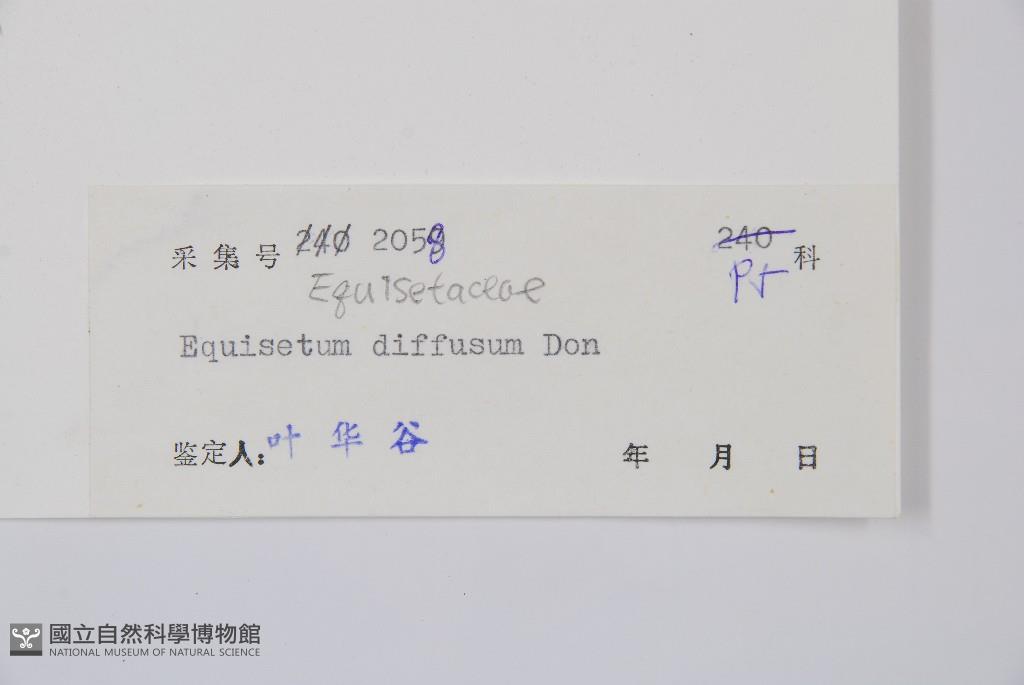 采集号 240 2058 240 科
Equisetaceae P5
Equisetum diffusum Don
鉴定人: 叶华谷 年 月 日
國立自然科學博物館
NATIONAL MUSEUM OF NATURAL SCIENCE